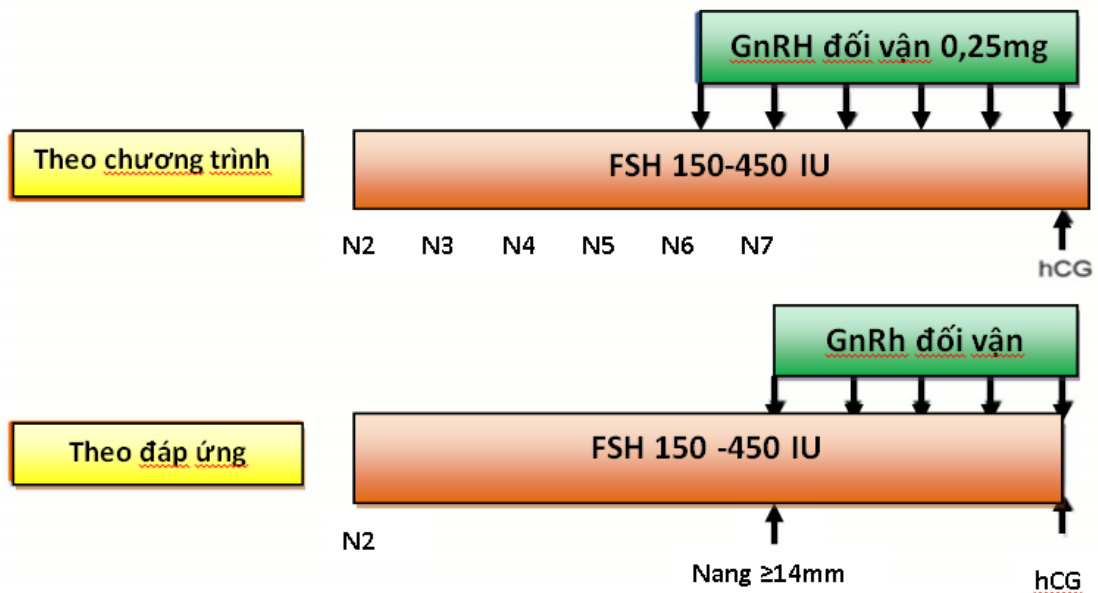 GnRH đối vận 0,25mg
Theo chương trình
FSH 150-450 IU
N2 N3 N4 N5 N6 N7
hCG
GnRh đối vận
Theo đáp ứng
FSH 150 -450 IU
N2
Nang ≥14mm
hCG